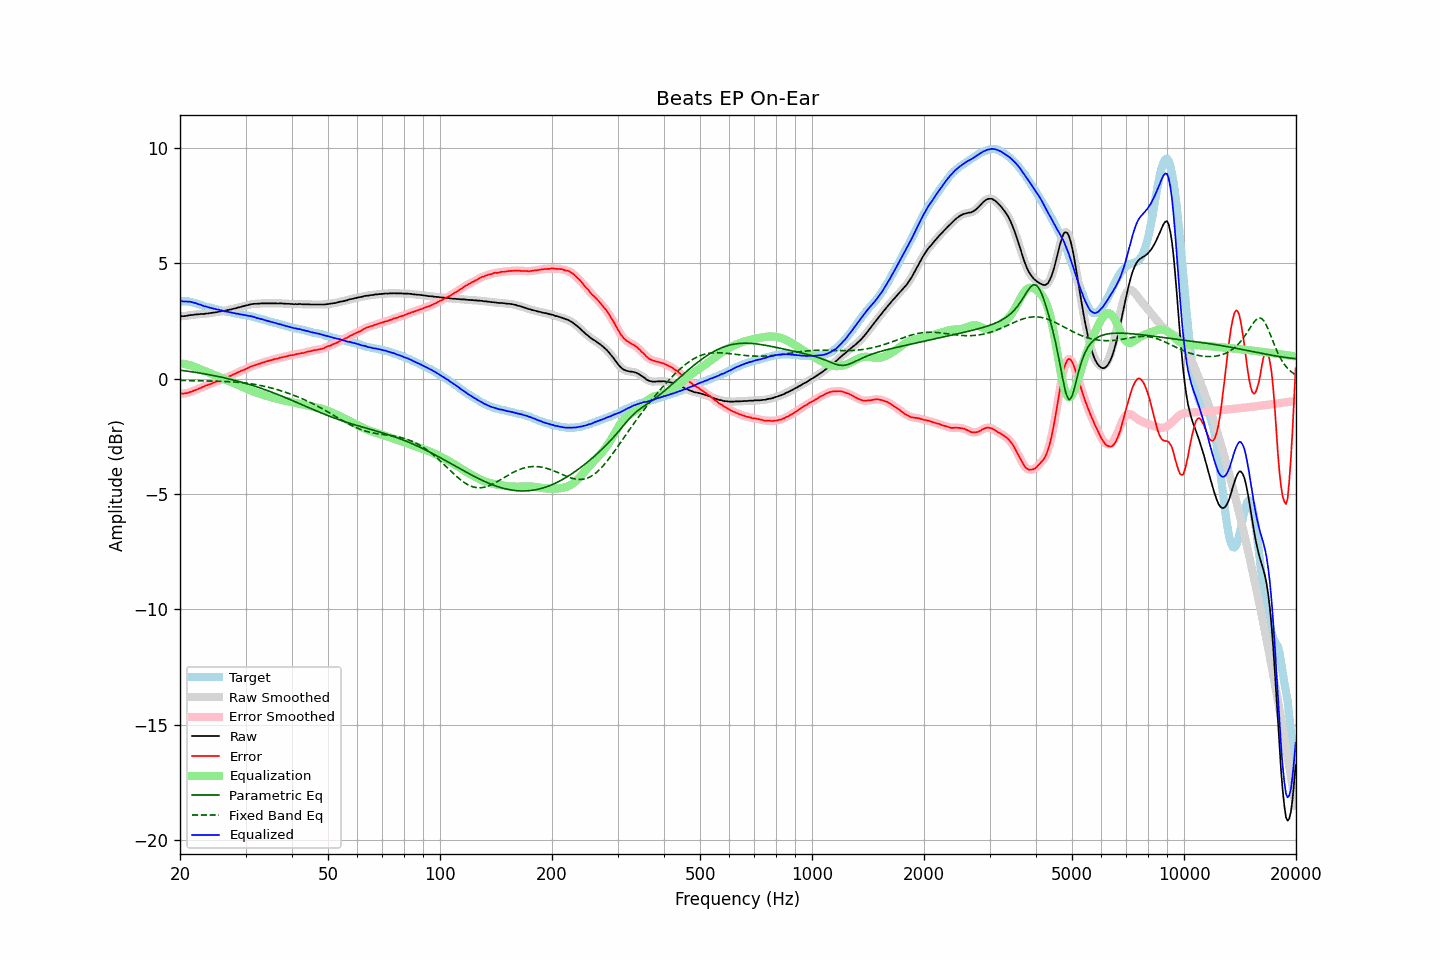 Beats EP On-Ear
Amplitude (dBr)
10
5
0
−5
−10
−15
−20
Target
Raw Smoothed
Error Smoothed
Raw
Error
Equalization
Parametric Eq
Fixed Band Eq
Equalized
20 50 100 200 500 1000 2000 5000 10000 20000
Frequency (Hz)